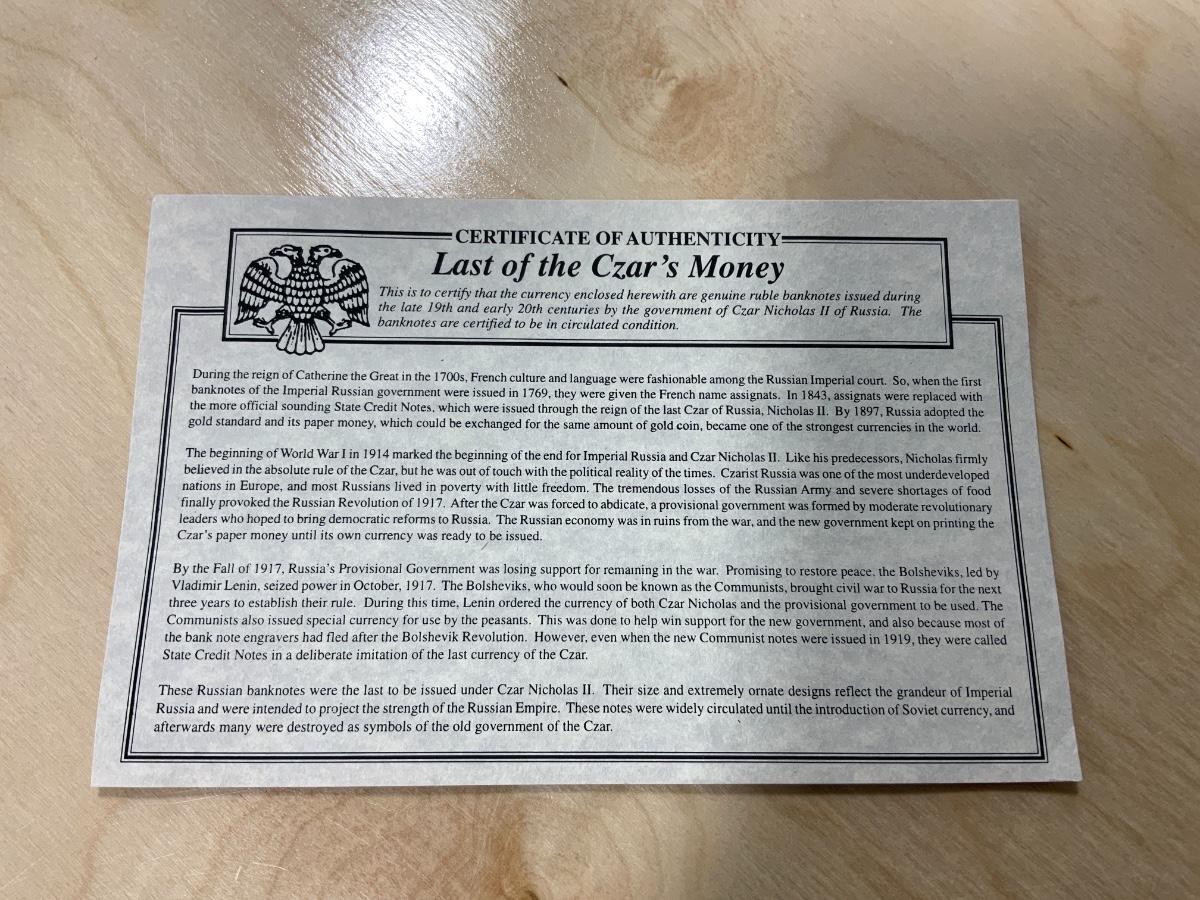 CERTIFICATE OF AUTHENTICITY
Last of the Czar's Money
This is to certify that the currency enclosed herewith are genuine ruble banknotes issued during
the late 19th and early 20th centuries by the government of Czar Nicholas II of Russia. The
banknotes are certified to be in circulated condition.
During the reign of Catherine the Great in the 1700s, French culture and language were fashionable among the Russian Imperial court. So, when the first
banknotes of the Imperial Russian government were issued in 1769, they were given the French name assignats. In 1843, assignats were replaced with
the more official sounding State Credit Notes, which were issued through the reign of the last Czar of Russia, Nicholas II. By 1897, Russia adopted the
gold standard and its paper money, which could be exchanged for the same amount of gold coin, became one of the strongest currencies in the world.
The beginning of World War I in 1914 marked the beginning of the end for Imperial Russia and Czar Nicholas II. Like his predecessors, Nicholas firmly
believed in the absolute rule of the Czar, but he was out of touch with the political reality of the times. Czarist Russia was one of the most underdeveloped
nations in Europe, and most Russians lived in poverty with little freedom. The tremendous losses of the Russian Army and severe shortages of food
finally provoked the Russian Revolution of 1917. After the Czar was forced to abdicate, a provisional government was formed by moderate revolutionary
leaders who hoped to bring democratic reforms to Russia. The Russian economy was in ruins from the war, and the new government kept on printing the
Czar's paper money until its own currency was ready to be issued.
By the Fall of 1917, Russia's Provisional Government was losing support for remaining in the war. Promising to restore peace, the Bolsheviks, led by
Vladimir Lenin, seized power in October, 1917. The Bolsheviks, who would soon be known as the Communists, brought civil war to Russia for the next
three years to establish their rule. During this time, Lenin ordered the currency of both Czar Nicholas and the provisional government to be used. The
Communists also issued special currency for use by the peasants. This was done to help win support for the new government, and also because most of
the bank note engravers had fled after the Bolshevik Revolution. However, even when the new Communist notes were issued in 1919, they were called
State Credit Notes in a deliberate imitation of the last currency of the Czar.
These Russian banknotes were the last to be issued under Czar Nicholas II. Their size and extremely ornate designs reflect the grandeur of Imperial
Russia and were intended to project the strength of the Russian Empire. These notes were widely circulated until the introduction of Soviet currency, and
afterwards many were destroyed as symbols of the old government of the Czar.